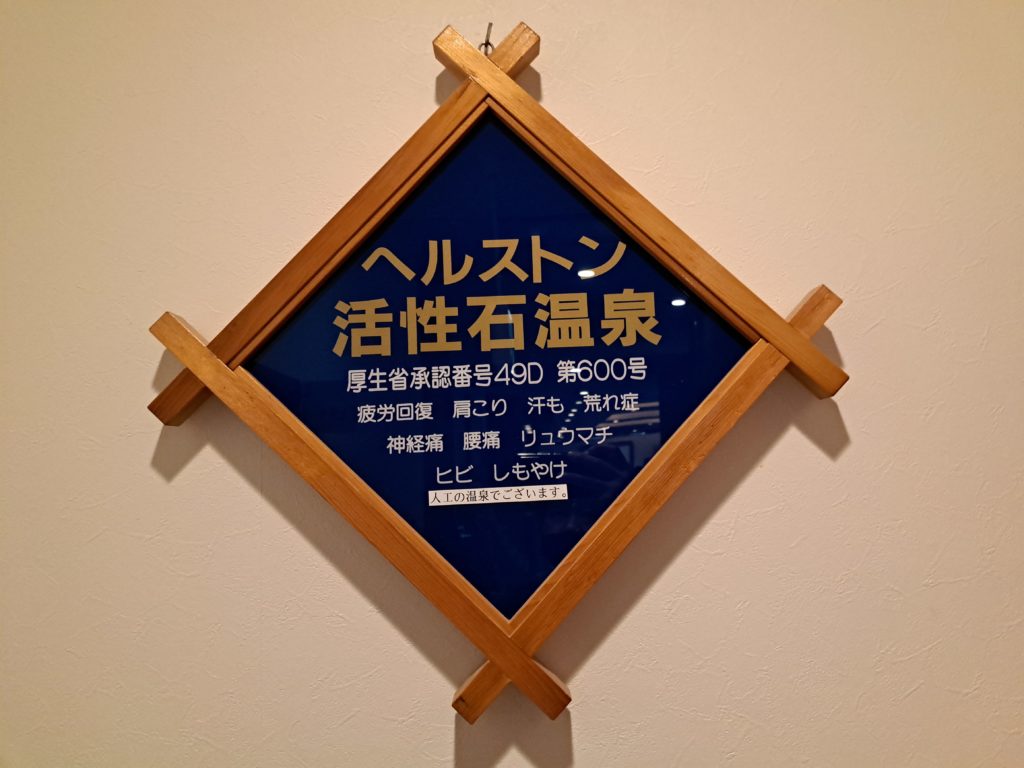 ヘルストン
活性石温泉
厚生省承認番号49D 第600号
疲労回復 肩こり 汗も 荒れ症
神経痛 腰痛 リュウマチ
ヒビ しもやけ
人工の温泉でございます。